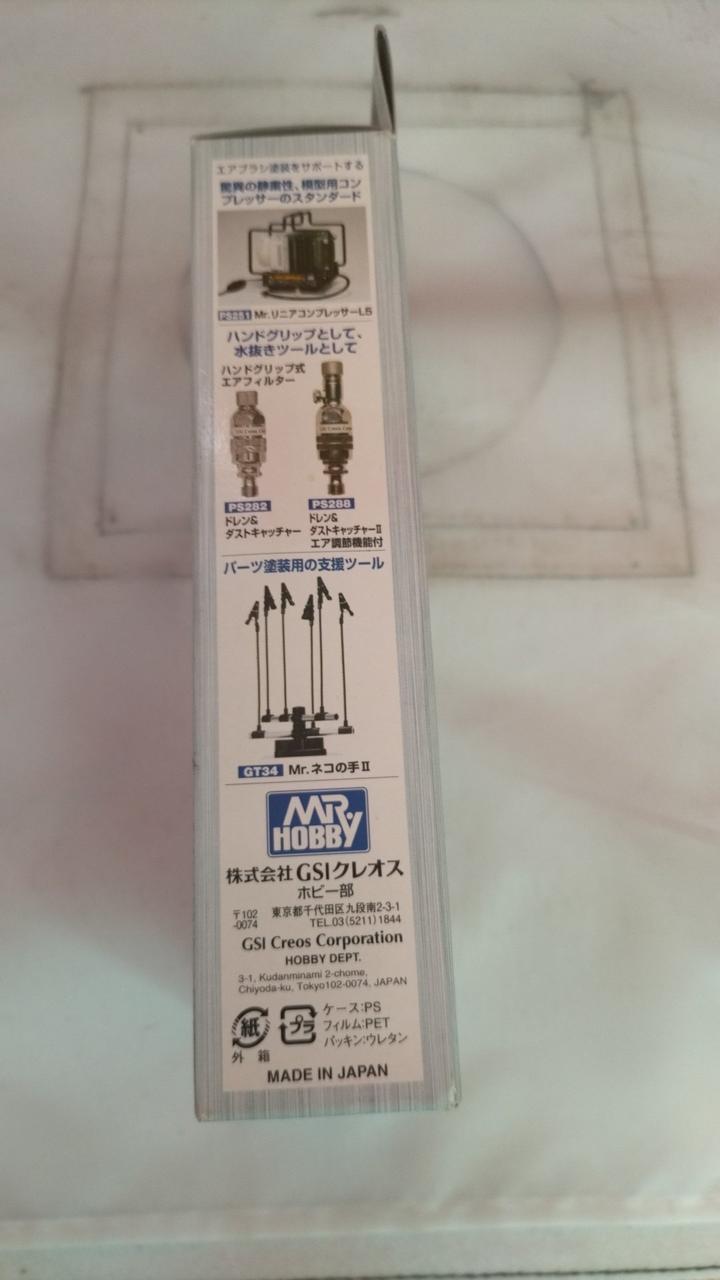 エアブラシ塗装をサポートする
驚異の静粛性、模型用コン
プレッサーのスタンダード
PS251 Mr.リニアコンプレッサーL5
ハンドグリップとして、
水抜きツールとして
ハンドグリップ式
エアフィルター
PS282
ドレン&
ダストキャッチャー
PS288
ドレン&
ダストキャッチャーⅡ
エア調節機能付
パーツ塗装用の支援ツール
GT34 Mr.ネコの手Ⅱ
MR. HOBBY
株式会社GSIクレオス
ホビー部
〒102-0074 東京都千代田区九段南2-3-1
TEL.03(5211)1844
GSI Creos Corporation
HOBBY DEPT.
3-1, Kudanminami 2-chome,
Chiyoda-ku, Tokyo102-0074, JAPAN
紙
外箱
プラ
ケース:PS
フィルム:PET
パッキン:ウレタン
MADE IN JAPAN